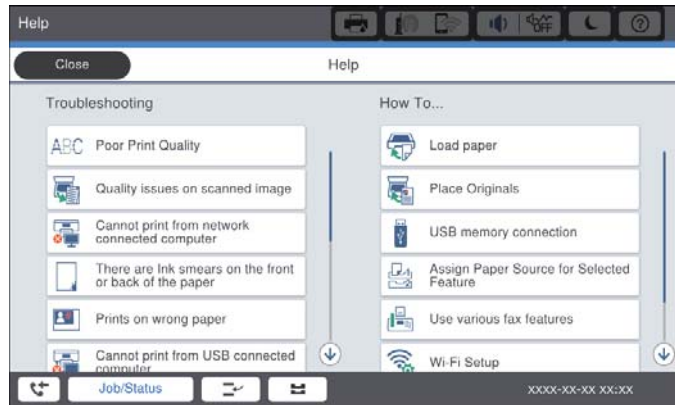 Help
OFF
Close
Help
Troubleshooting
ABC Poor Print Quality
Quality issues on scanned image
Cannot print from network
connected computer
There are Ink smears on the front
or back of the paper
Prints on wrong paper
Cannot print from USB connected
computer
How To...
Load paper
Place Originals
USB memory connection
Assign Paper Source for Selected
Feature
Use various fax features
Wi-Fi Setup
Job/Status
xxxx-xx-xx xx:xx